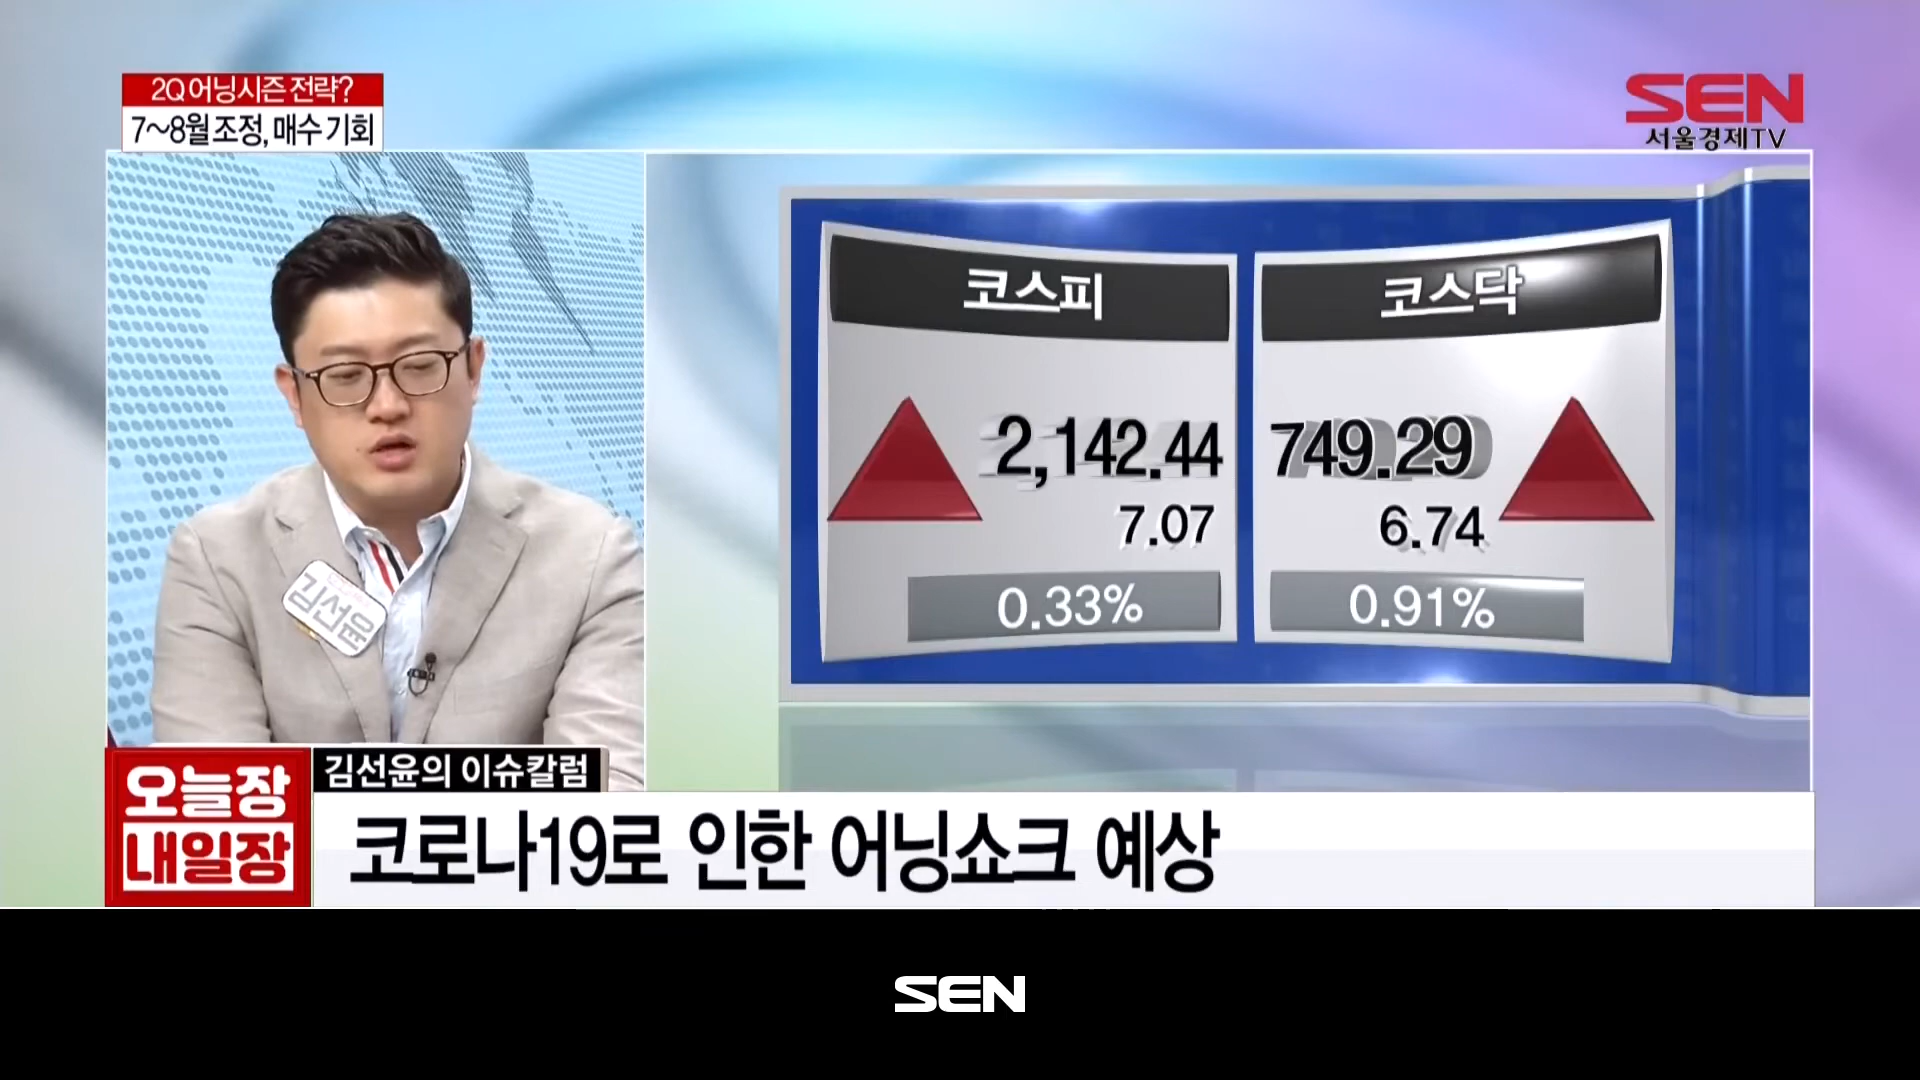 2Q 어닝시즌 전략?
7~8월 조정, 매수 기회
SEN
서울경제TV
코스피
2,142.44
7.07
0.33%
코스닥
749.29
6.74
0.91%
김선윤
오늘장
내일장
김선윤의 이슈칼럼
코로나19로 인한 어닝쇼크 예상
SEN